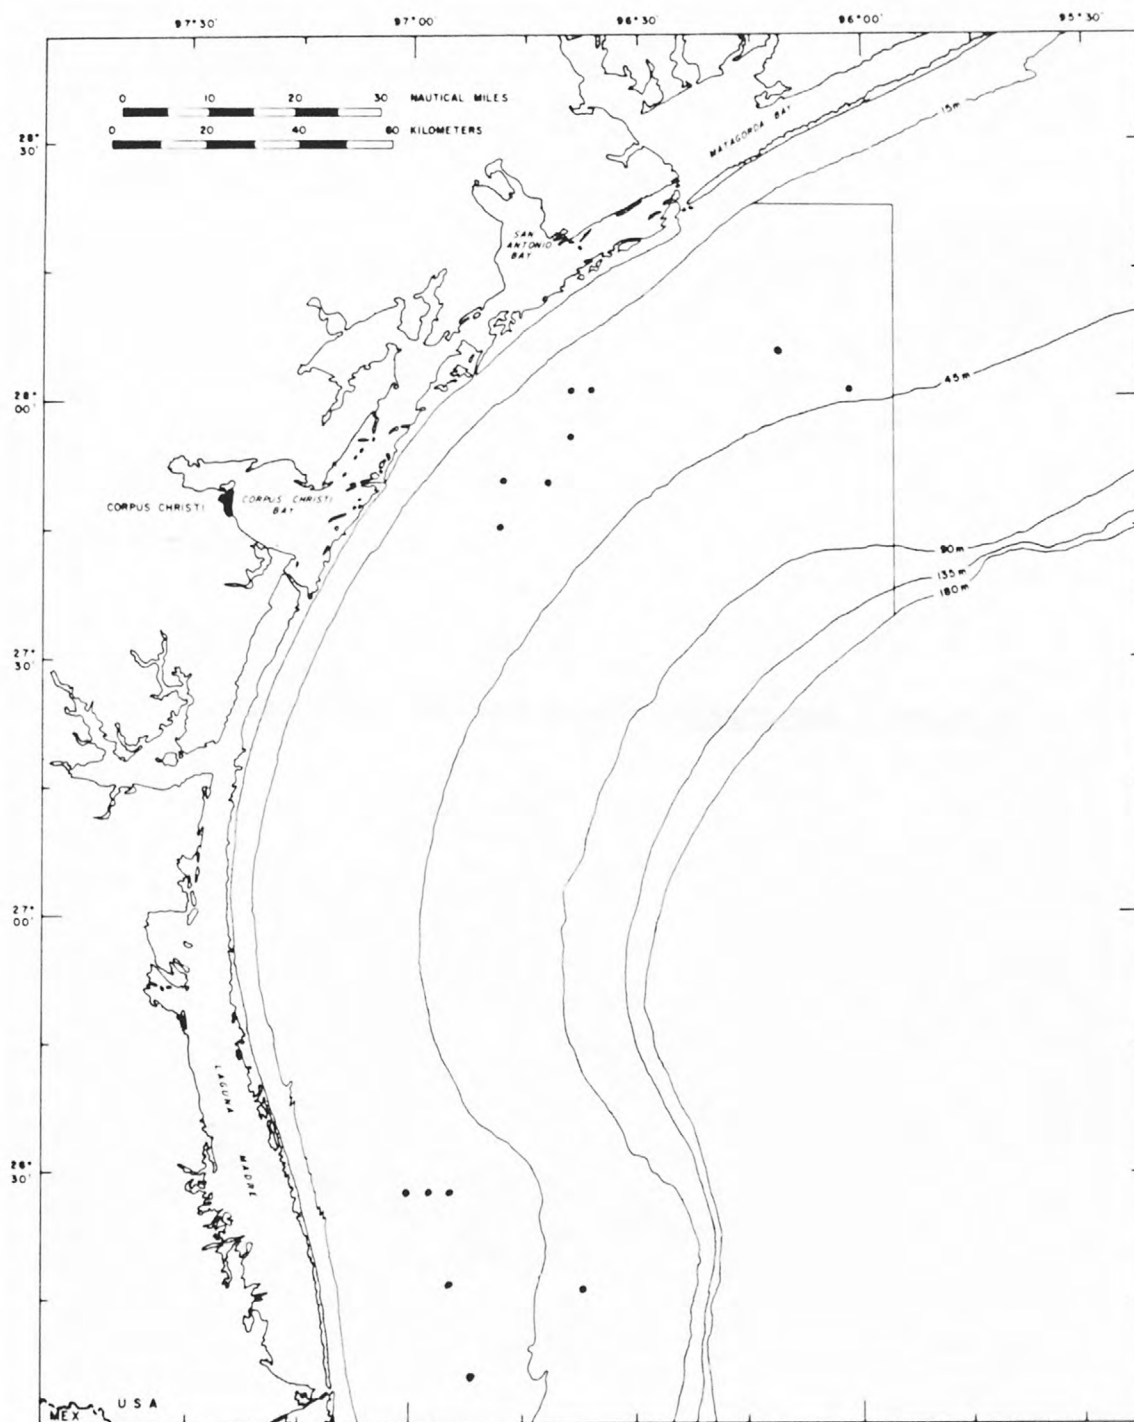 97°30' 97°00' 96°30' 96°00' 95°30'
0 10 20 30 NAUTICAL MILES
0 20 40 60 KILOMETERS
28°
30'
15m
MATAGORDA BAY
SAN
ANTONIO
BAY
45m
28°
00'
CORPUS CHRISTI
CORPUS CHRISTI
BAY
90m
135m
180m
27°
30'
27°
00'
LAGUNA
MADRE
26°
30'
USA
MEX